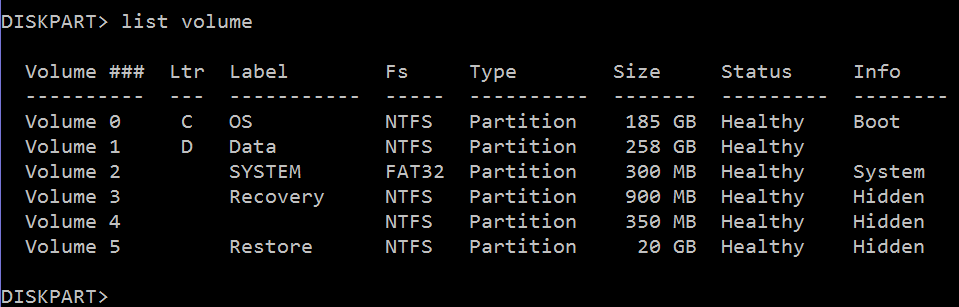 DISKPART> list volume
  Volume ###  Ltr  Label        Fs     Type        Size     Status     Info
  ----------  ---  -----------  -----  ----------  -------  ---------  --------
  Volume 0     C   OS           NTFS   Partition    185 GB  Healthy    Boot
  Volume 1     D   Data         NTFS   Partition    258 GB  Healthy
  Volume 2         SYSTEM       FAT32  Partition    300 MB  Healthy    System
  Volume 3         Recovery     NTFS   Partition    900 MB  Healthy    Hidden
  Volume 4                      NTFS   Partition    350 MB  Healthy    Hidden
  Volume 5         Restore      NTFS   Partition     20 GB  Healthy    Hidden
DISKPART>